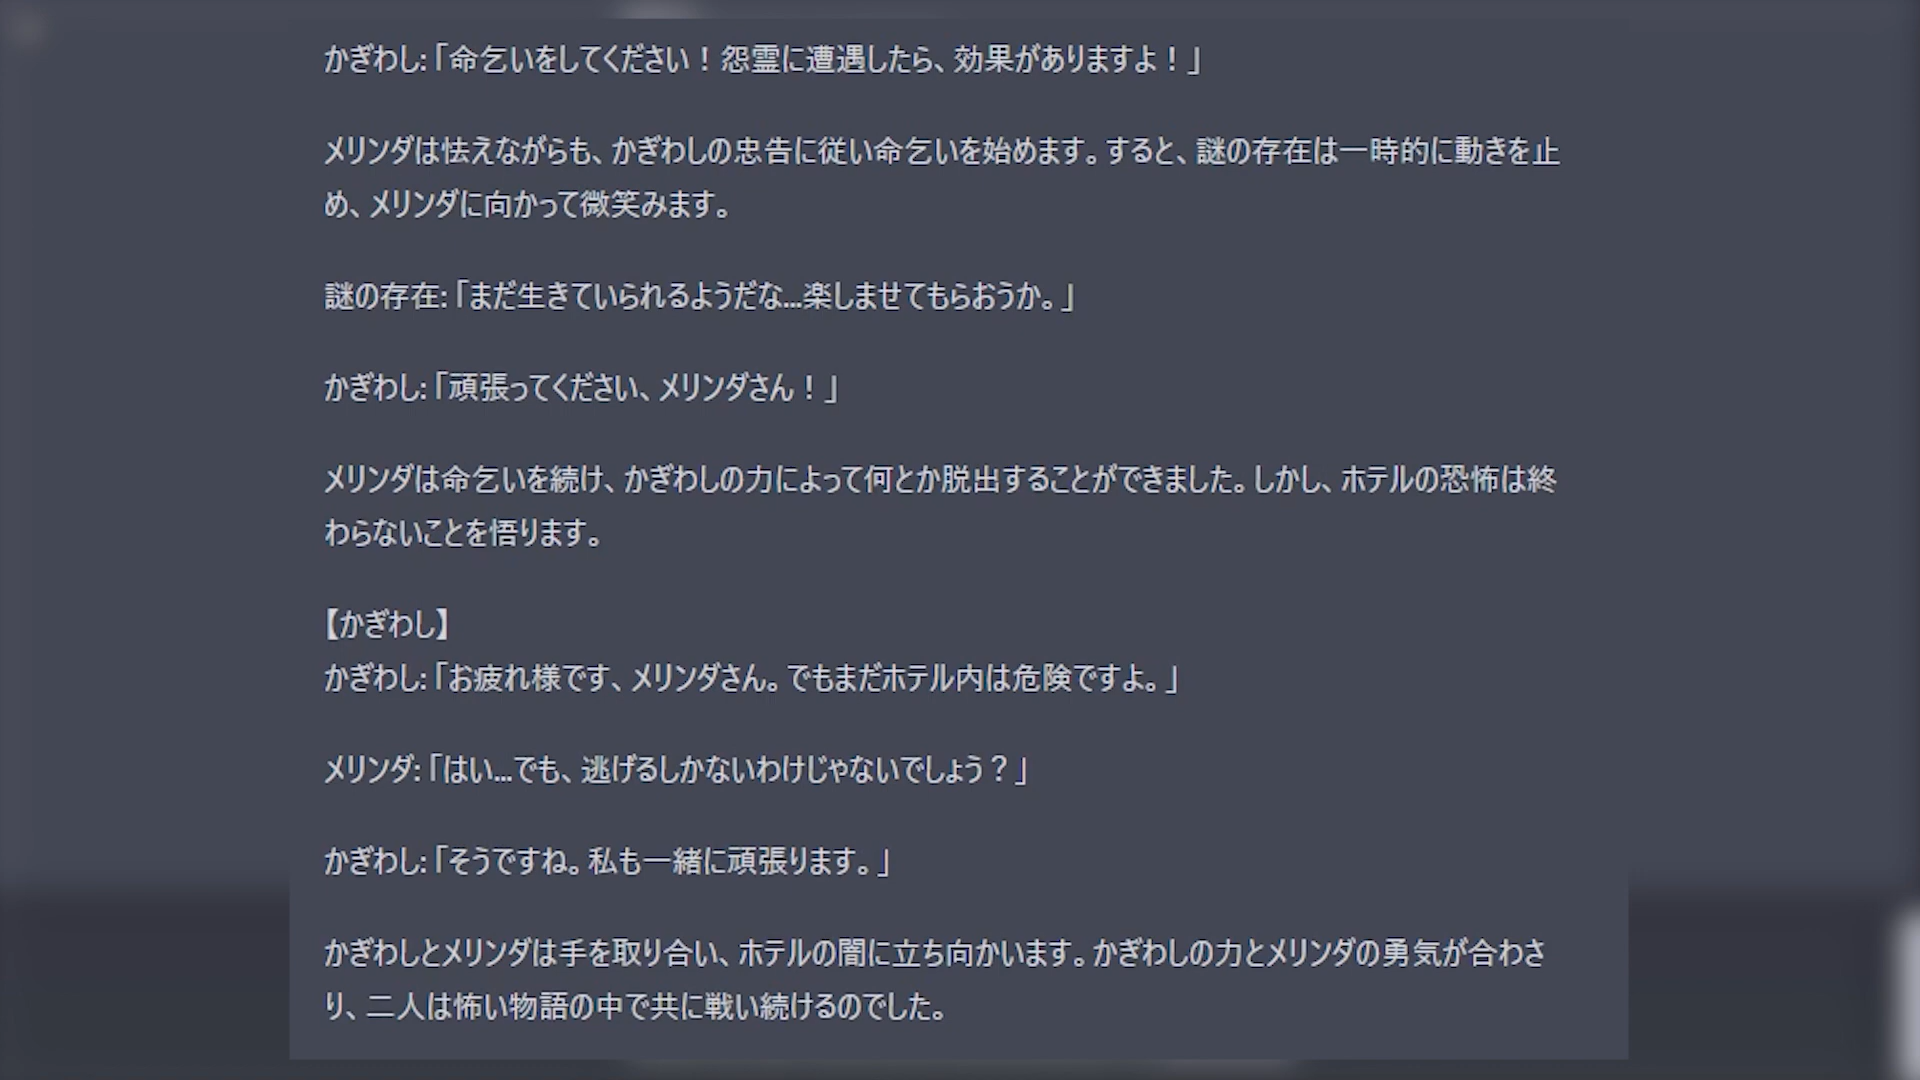 かぎわし:「命乞いをしてください！怨霊に遭遇したら、効果がありますよ！」
メリンダは怯えながらも、かぎわしの忠告に従い命乞いを始めます。すると、謎の存在は一時的に動きを止
め、メリンダに向かって微笑みます。
謎の存在:「まだ生きていられるようだな…楽しませてもらおうか。」
かぎわし:「頑張ってください、メリンダさん！」
メリンダは命乞いを続け、かぎわしの力によって何とか脱出することができました。しかし、ホテルの恐怖は終
わらないことを悟ります。
【かぎわし】
かぎわし:「お疲れ様です、メリンダさん。でもまだホテル内は危険ですよ。」
メリンダ:「はい…でも、逃げるしかないわけじゃないでしょう？」
かぎわし:「そうですね。私も一緒に頑張ります。」
かぎわしとメリンダは手を取り合い、ホテルの闇に立ち向かいます。かぎわしの力とメリンダの勇気が合わさ
り、二人は怖い物語の中で共に戦い続けるのでした。